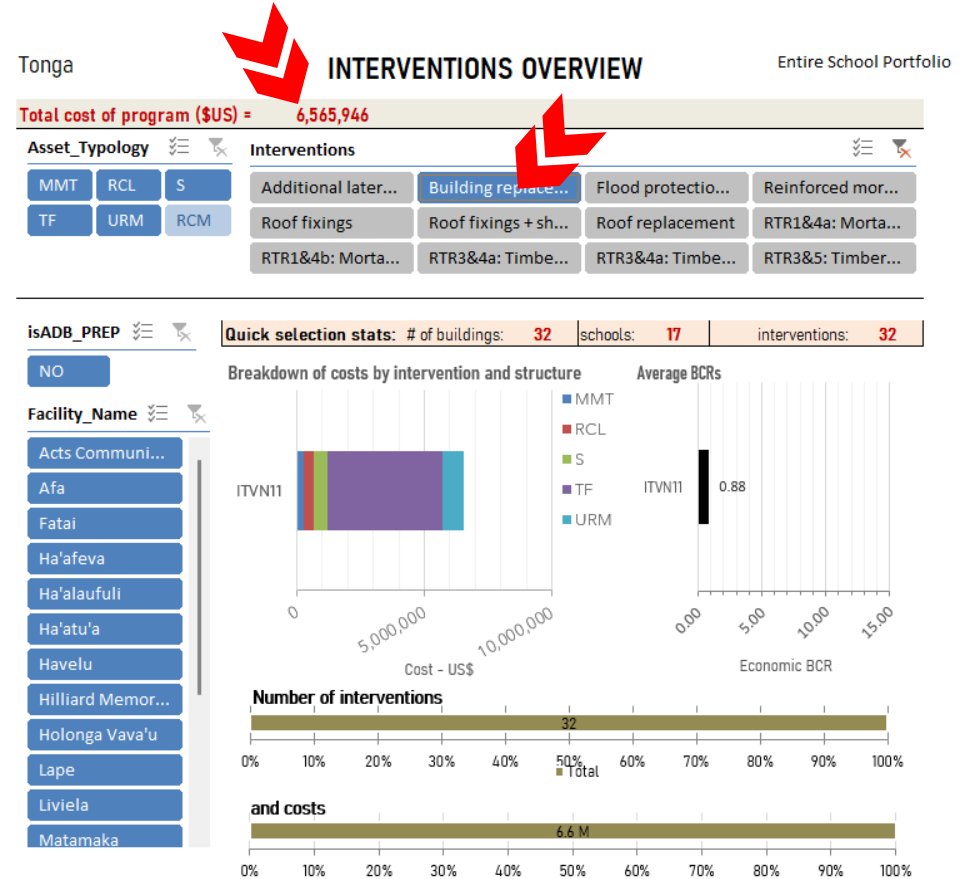 Tonga
INTERVENTIONS OVERVIEW
Entire School Portfolio
Total cost of program ($US) = 6,565,946
Asset_Typology
MMT RCL S
TF URM RCM
Interventions
Additional later... Building replace... Flood protectio... Reinforced mor...
Roof fixings Roof fixings + sh... Roof replacement RTR1&4a: Morta...
RTR1&4b: Morta... RTR3&4a: Timbe... RTR3&4a: Timbe... RTR3&5: Timber...
isADB_PREP
NO
Facility_Name
Acts Communi...
Afa
Fatai
Ha'afeva
Ha'alaufuli
Ha'atu'a
Havelu
Hilliard Memor...
Holonga Vava'u
Lape
Liviela
Matamaka
Quick selection stats: # of buildings: 32 schools: 17 interventions: 32
Breakdown of costs by intervention and structure
MMT
RCL
S
TF
URM
ITVN11
0 5,000,000 10,000,000
Cost - US$
Average BCRs
ITVN11 0.88
0.00 5.00 10.00 15.00
Economic BCR
Number of interventions
32
0% 10% 20% 30% 40% 50% 60% 70% 80% 90% 100%
Total
and costs
6.6 M
0% 10% 20% 30% 40% 50% 60% 70% 80% 90% 100%